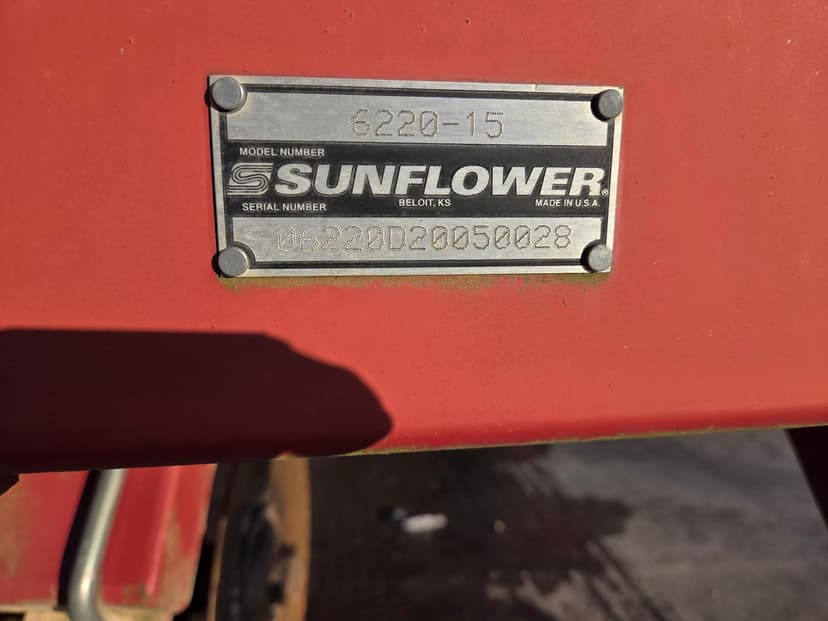 6220-15
MODEL NUMBER
SUNFLOWER®
SERIAL NUMBER BELOIT, KS MADE IN U.S.A.
06220D20050028